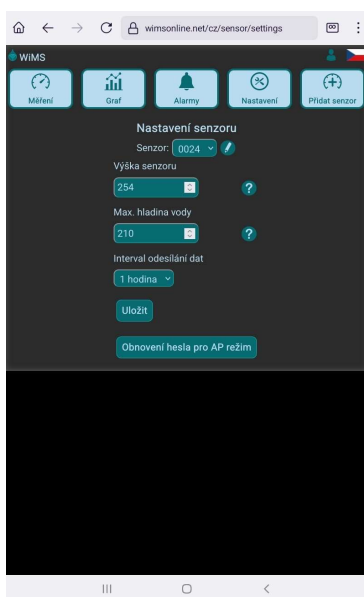 wimsonline.net/cz/sensor/settings
WiMS
Měření
Graf
Alarmy
Nastavení
Přidat senzor
Nastavení senzoru
Senzor: 0024
Výška senzoru
254
?
Max. hladina vody
210
?
Interval odesílání dat
1 hodina
Uložit
Obnovení hesla pro AP režim